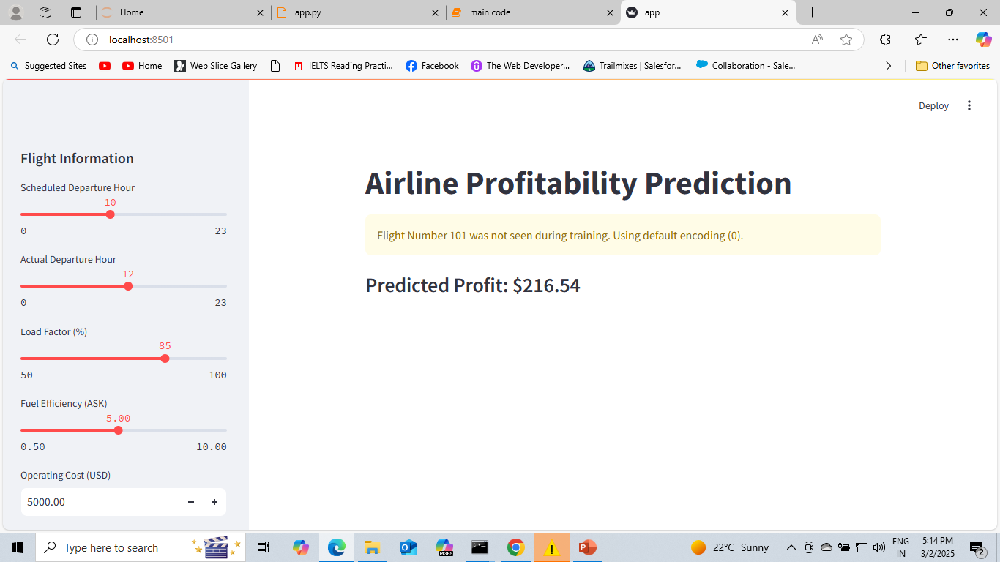 Home
app.py
main code
app
localhost:8501
Suggested Sites
Home
Web Slice Gallery
IELTS Reading Practi...
Facebook
The Web Developer...
Trailmixes | Salesfor...
Collaboration - Sale...
Other favorites
Deploy
Flight Information
Scheduled Departure Hour
10
0 23
Actual Departure Hour
12
0 23
Load Factor (%)
85
50 100
Fuel Efficiency (ASK)
5.00
0.50 10.00
Operating Cost (USD)
5000.00
Airline Profitability Prediction
Flight Number 101 was not seen during training. Using default encoding (0).
Predicted Profit: $216.54
Type here to search
M365
22°C Sunny
ENG
IN
5:14 PM
3/2/2025
2